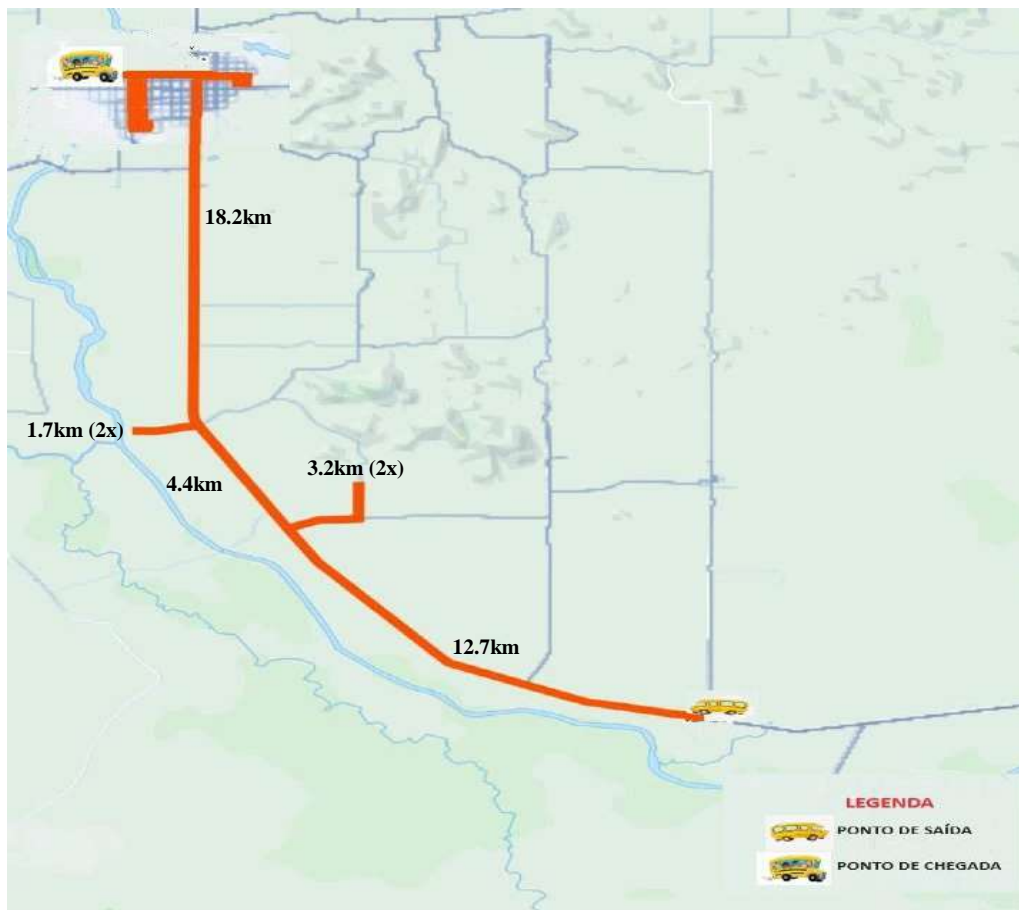 18.2km
1.7km (2x)
3.2km (2x)
4.4km
12.7km
LEGENDA
PONTO DE SAÍDA
PONTO DE CHEGADA